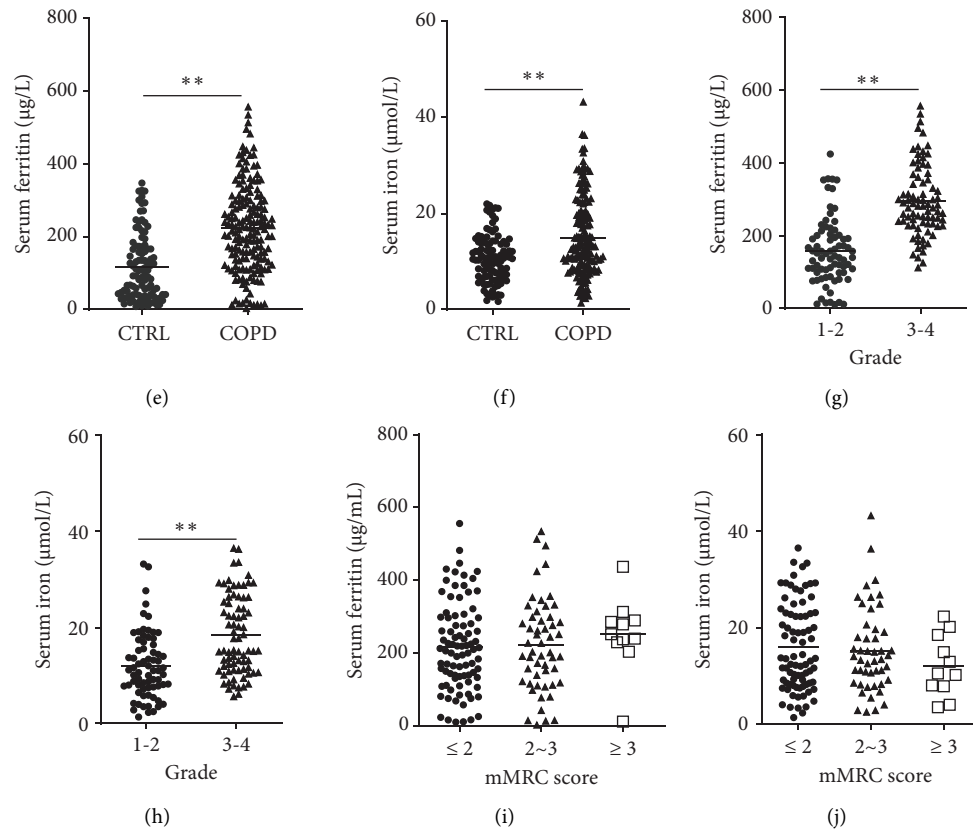 800
600
400
200
0
Serum ferritin (μg/L)
**
CTRL
COPD
(e)
60
40
20
0
Serum iron (μmol/L)
**
CTRL
COPD
(f)
800
600
400
200
0
Serum ferritin (μg/L)
**
1-2
3-4
Grade
(g)
60
40
20
0
Serum iron (μmol/L)
**
1-2
3-4
Grade
(h)
800
600
400
200
0
Serum ferritin (μg/mL)
≤ 2
2~3
≥ 3
mMRC score
(i)
60
40
20
0
Serum iron (μmol/L)
≤ 2
2~3
≥ 3
mMRC score
(j)